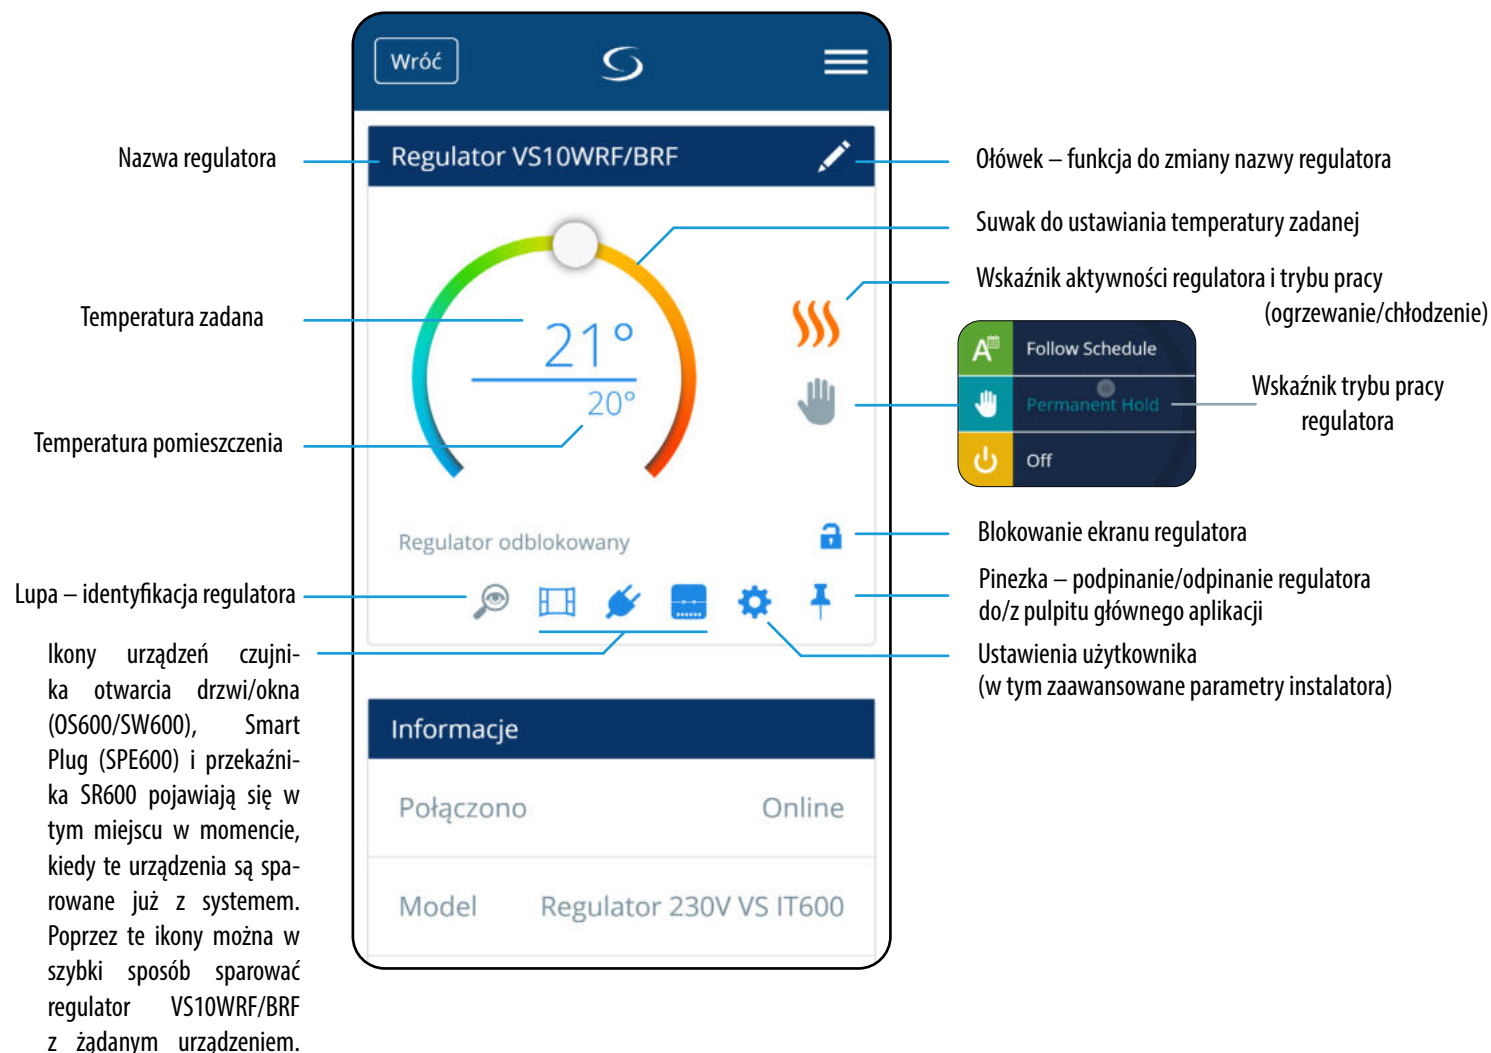 Wróć
Nazwa regulatora
Regulator VS10WRF/BRF
Ołówek – funkcja do zmiany nazwy regulatora
Suwak do ustawiania temperatury zadanej
Wskaźnik aktywności regulatora i trybu pracy
(ogrzewanie/chłodzenie)
Temperatura zadana
21°
20°
A
Follow Schedule
Permanent Hold
Off
Wskaźnik trybu pracy
regulatora
Temperatura pomieszczenia
Regulator odblokowany
Blokowanie ekranu regulatora
Lupa – identyfikacja regulatora
Pinezka – podpinanie/odpinanie regulatora
do/z pulpitu głównego aplikacji
Ustawienia użytkownika
(w tym zaawansowane parametry instalatora)
Ikony urządzeń czujni-
ka otwarcia drzwi/okna
(OS600/SW600), Smart
Plug (SPE600) i przekaźni-
ka SR600 pojawiają się w
tym miejscu w momencie,
kiedy te urządzenia są spa-
rowane już z systemem.
Poprzez te ikony można w
szybki sposób sparować
regulator VS10WRF/BRF
z żądanym urządzeniem.
Informacje
Połączono Online
Model Regulator 230V VS IT600